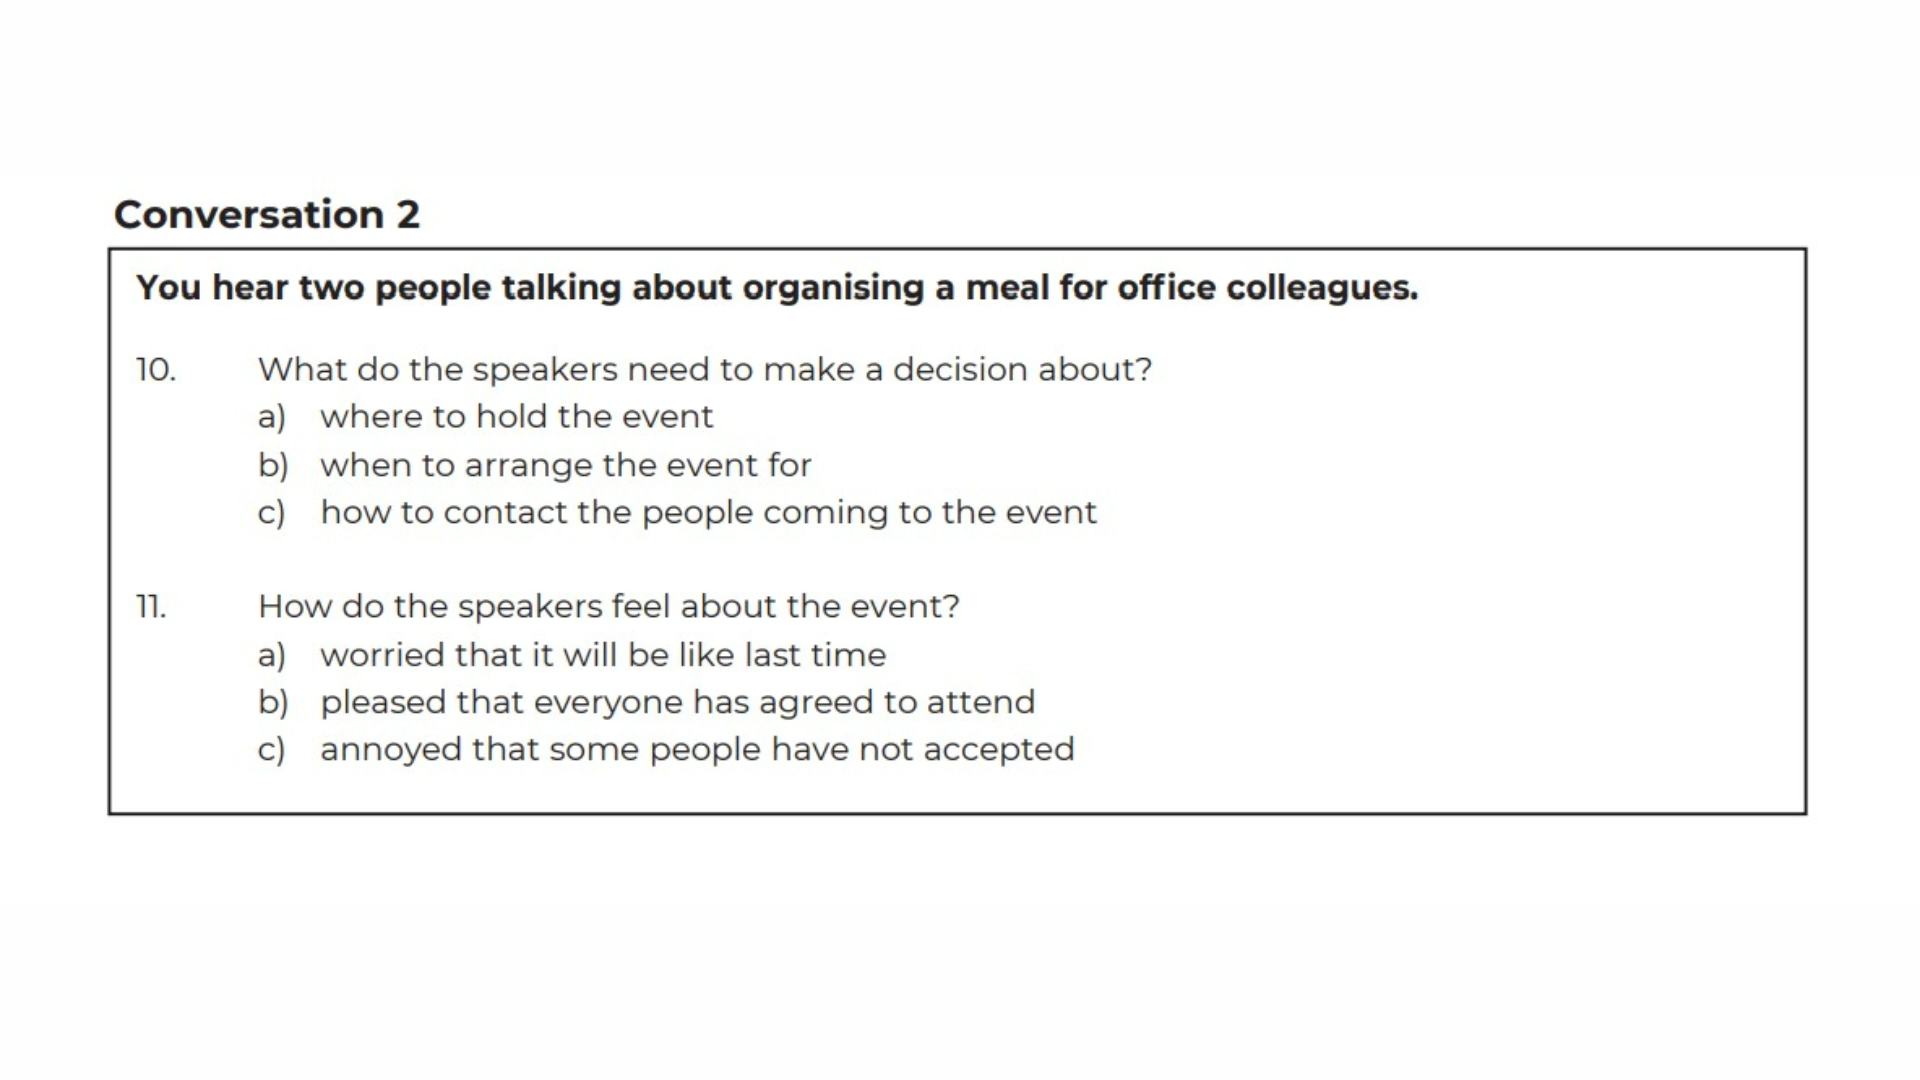 Conversation 2
You hear two people talking about organising a meal for office colleagues.
10. What do the speakers need to make a decision about?
a) where to hold the event
b) when to arrange the event for
c) how to contact the people coming to the event
11. How do the speakers feel about the event?
a) worried that it will be like last time
b) pleased that everyone has agreed to attend
c) annoyed that some people have not accepted